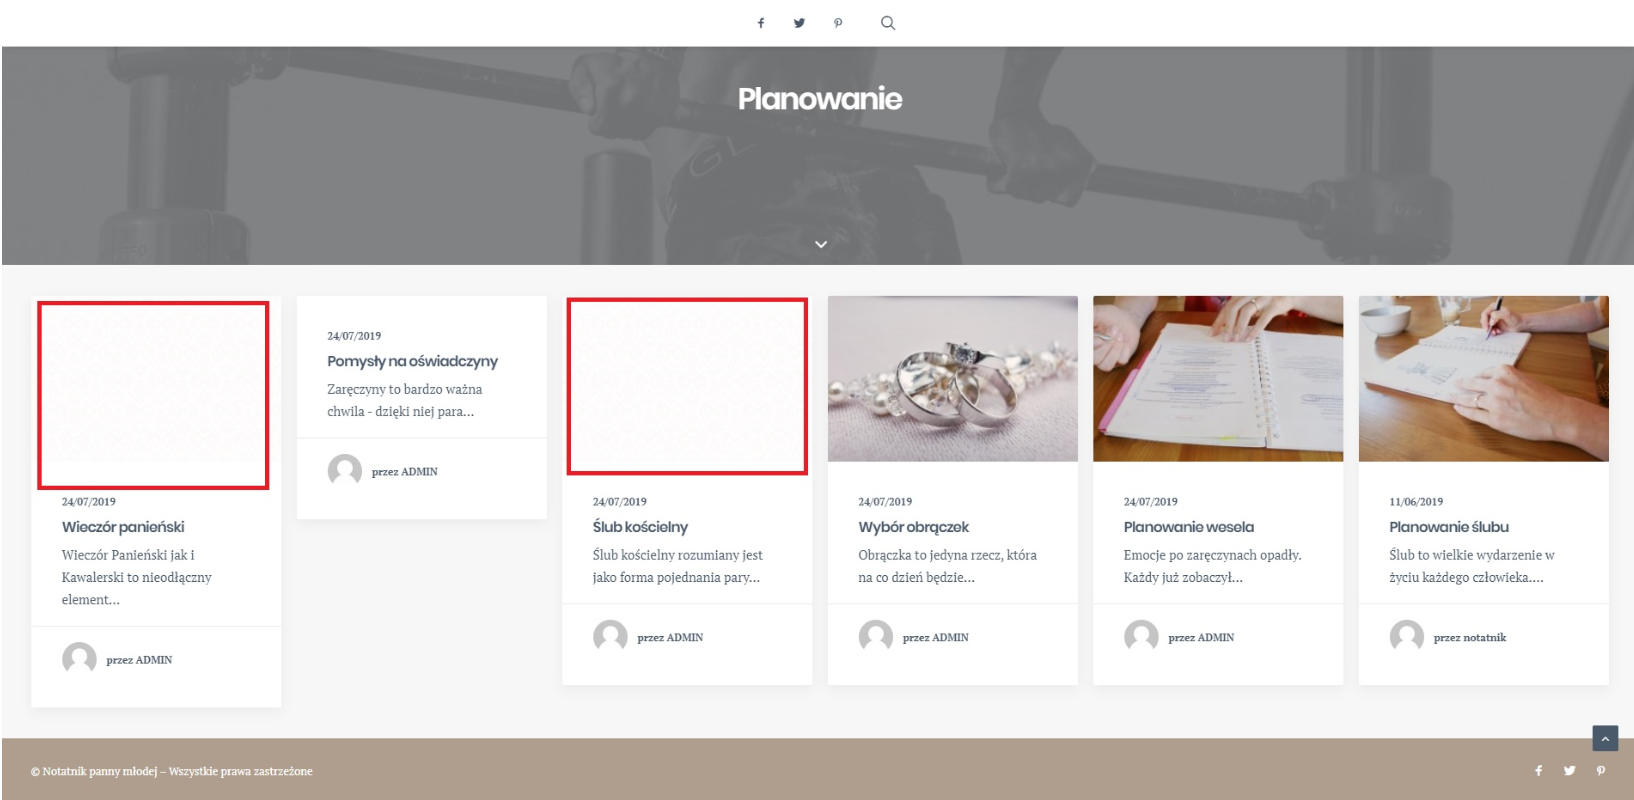 Planowanie
GL
24/07/2019
Wieczór panieński
Wieczór Panieński jak i
Kawalerski to nieodłączny
element...
przez ADMIN
24/07/2019
Pomysły na oświadczyny
Zaręczyny to bardzo ważna
chwila - dzięki niej para...
przez ADMIN
24/07/2019
Ślub kościelny
Ślub kościelny rozumiany jest
jako forma pojednania pary...
przez ADMIN
24/07/2019
Wybór obrączek
Obrączka to jedyna rzecz, która
na co dzień będzie...
przez ADMIN
24/07/2019
Planowanie wesela
Emocje po zaręczynach opadły.
Każdy już zobaczył...
przez ADMIN
11/06/2019
Planowanie ślubu
Ślub to wielkie wydarzenie w
życiu każdego człowieka....
przez notatnik
© Notatnik panny młodej – Wszystkie prawa zastrzeżone